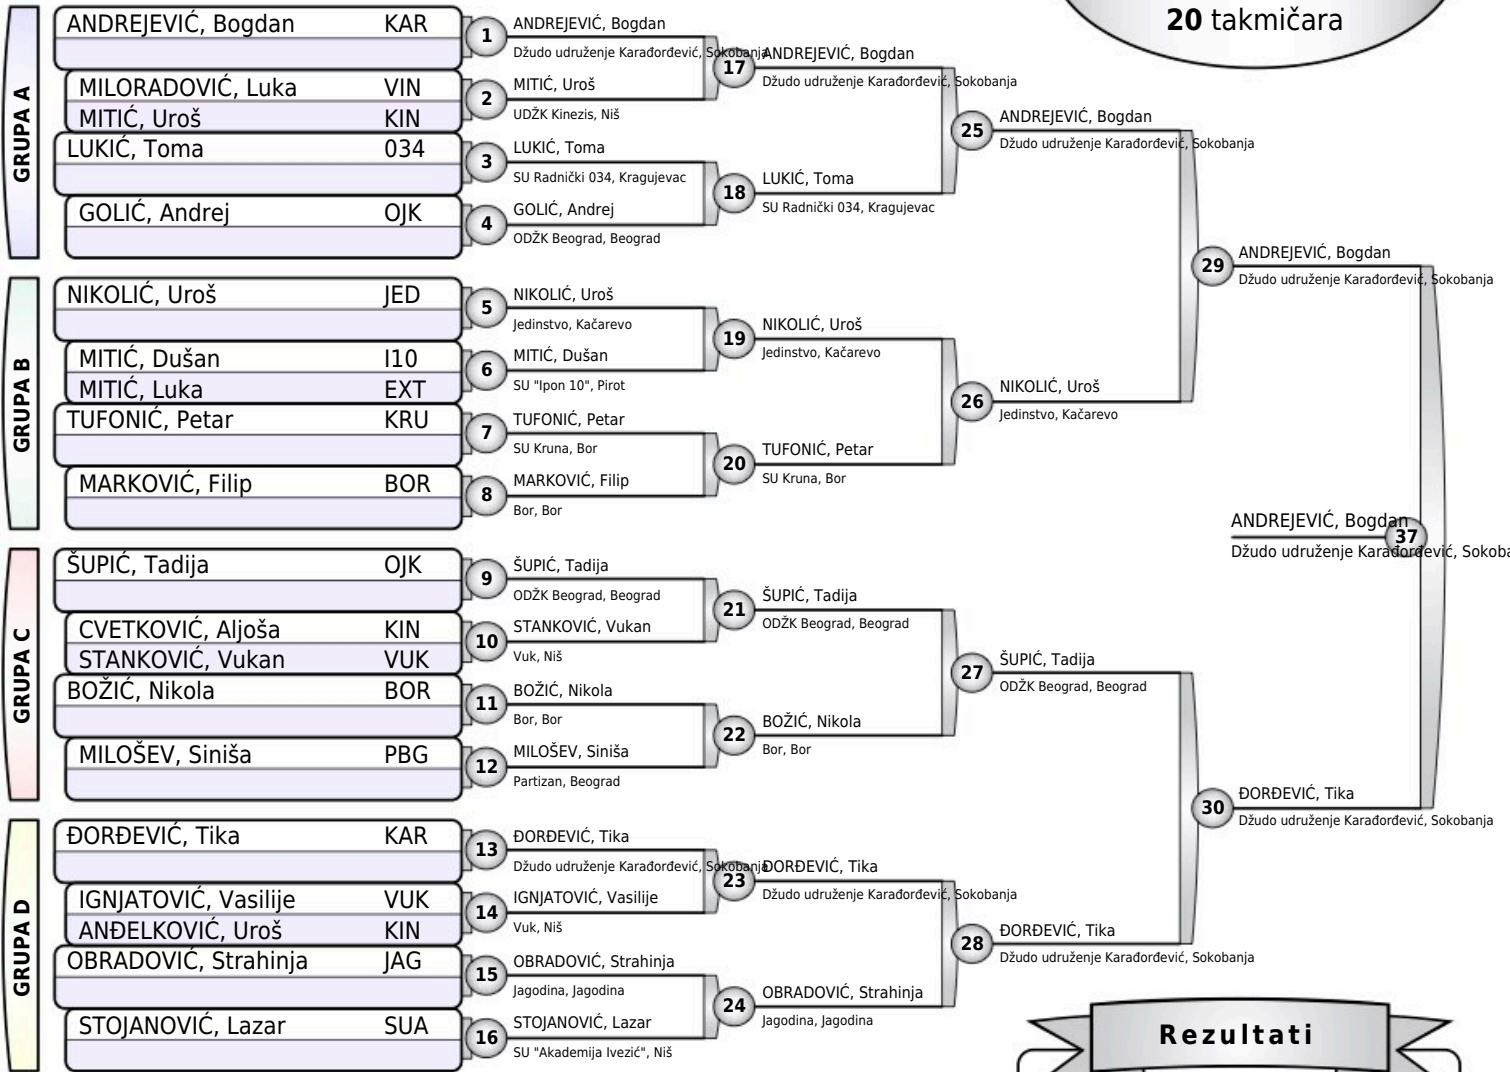 20 takmičara
GRUPA A
ANDREJEVIĆ, Bogdan KAR
MILORADOVIĆ, Luka VIN
MITIĆ, Uroš KIN
LUKIĆ, Toma 034
GOLIĆ, Andrej OJK
GRUPA B
NIKOLIĆ, Uroš JED
MITIĆ, Dušan I10
MITIĆ, Luka EXT
TUFONIĆ, Petar KRU
MARKOVIĆ, Filip BOR
GRUPA C
ŠUPIĆ, Tadija OJK
CVETKOVIĆ, Aljoša KIN
STANKOVIĆ, Vukan VUK
BOŽIĆ, Nikola BOR
MILOŠEV, Siniša PBG
GRUPA D
ĐORĐEVIĆ, Tika KAR
IGNJATOVIĆ, Vasilije VUK
ANĐELKOVIĆ, Uroš KIN
OBRADOVIĆ, Strahinja JAG
STOJANOVIĆ, Lazar SUA
1
ANDREJEVIĆ, Bogdan
Džudo udruženje Karađorđević, Sokobanja
2
MITIĆ, Uroš
UDŽK Kinezis, Niš
3
LUKIĆ, Toma
SU Radnički 034, Kragujevac
4
GOLIĆ, Andrej
ODŽK Beograd, Beograd
5
NIKOLIĆ, Uroš
Jedinstvo, Kačarevo
6
MITIĆ, Dušan
SU "Ipon 10", Pirot
7
TUFONIĆ, Petar
SU Kruna, Bor
8
MARKOVIĆ, Filip
Bor, Bor
9
ŠUPIĆ, Tadija
ODŽK Beograd, Beograd
10
STANKOVIĆ, Vukan
Vuk, Niš
11
BOŽIĆ, Nikola
Bor, Bor
12
MILOŠEV, Siniša
Partizan, Beograd
13
ĐORĐEVIĆ, Tika
Džudo udruženje Karađorđević, Sokobanja
14
IGNJATOVIĆ, Vasilije
Vuk, Niš
15
OBRADOVIĆ, Strahinja
Jagodina, Jagodina
16
STOJANOVIĆ, Lazar
SU "Akademija Ivezić", Niš
17
ANDREJEVIĆ, Bogdan
Džudo udruženje Karađorđević, Sokobanja
18
LUKIĆ, Toma
SU Radnički 034, Kragujevac
19
NIKOLIĆ, Uroš
Jedinstvo, Kačarevo
20
TUFONIĆ, Petar
SU Kruna, Bor
21
ŠUPIĆ, Tadija
ODŽK Beograd, Beograd
22
BOŽIĆ, Nikola
Bor, Bor
23
ĐORĐEVIĆ, Tika
Džudo udruženje Karađorđević, Sokobanja
24
OBRADOVIĆ, Strahinja
Jagodina, Jagodina
25
ANDREJEVIĆ, Bogdan
Džudo udruženje Karađorđević, Sokobanja
26
NIKOLIĆ, Uroš
Jedinstvo, Kačarevo
27
ŠUPIĆ, Tadija
ODŽK Beograd, Beograd
28
ĐORĐEVIĆ, Tika
Džudo udruženje Karađorđević, Sokobanja
29
ANDREJEVIĆ, Bogdan
Džudo udruženje Karađorđević, Sokobanja
30
ĐORĐEVIĆ, Tika
Džudo udruženje Karađorđević, Sokobanja
37
ANDREJEVIĆ, Bogdan
Džudo udruženje Karađorđević, Sokoba
Rezultati